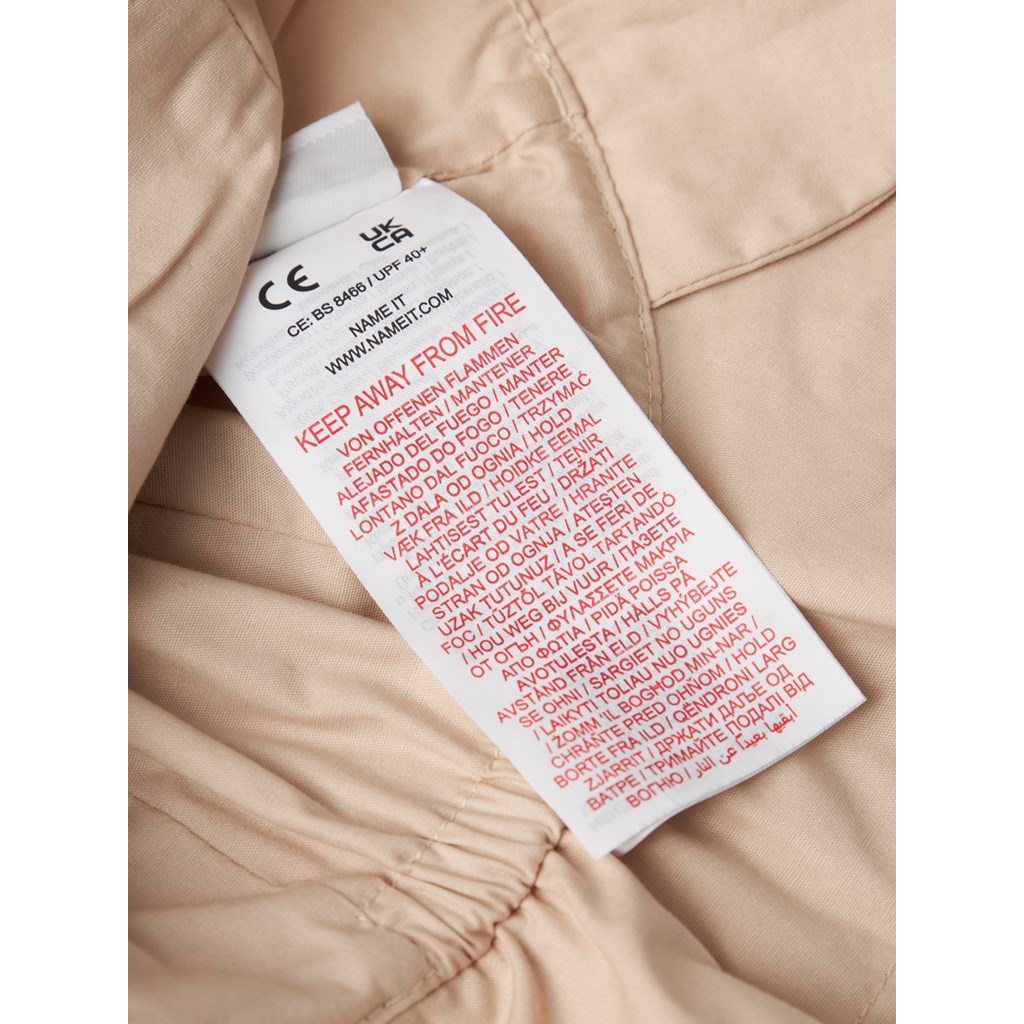 UK
CA
CE
CE: BS 8466 / UPF 40+
NAME IT
WWW.NAMEIT.COM
KEEP AWAY FROM FIRE
VON OFFENEN FLAMMEN
FERNHALTEN / MANTENER
ALEJADO DEL FUEGO / MANTER
AFASTADO DO FOGO / TENERE
LONTANO DAL FUOCO / TRZYMAĆ
Z DALA OD OGNIA / HOLD
VÆK FRA ILD / HOIDKE EEMAL
LAHTISEST TULEST / TENIR
À L'ÉCART DU FEU / DRŽATI
PODALJE OD VATRE / HRANITE
STRAN OD OGNJA / ATEŞTEN
UZAK TUTUNUZ / A SE FERI DE
FOC / TŰZTŐL TÁVOL TARTANDÓ
/ HOU WEG BIJ VUUR / ПАЗЕТЕ
ОТ ОГЪН / ΦΥΛΑΣΣΕΤΕ ΜΑΚΡΙΑ
ΑΠΟ ΦΩΤΙΑ / PIDÄ POISSA
AVOTULESTA / HÅLLS PÅ
AVSTÅND FRÅN ELD / VYHÝBEJTE
SE OHNI / SARGIET NO UGUNS
/ LAIKYTI TOLIAU NUO UGNIES
/ ŻOMM 'IL BOGĦOD MIN-NAR /
CHRÁŇTE PRED OHŇOM / HOLD
BORTE FRA ILD / QËNDRONI LARG
ZJARRIT / ДРЖАТИ ДАЉЕ ОД
ВАТРЕ / ТРИМАЙТЕ ПОДАЛІ ВІД
ВОГНЮ / أبقيها بعيداً عن النار